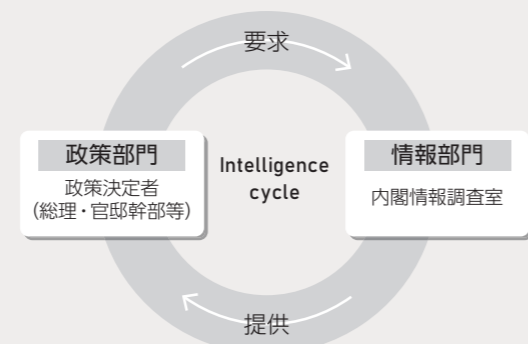 要求
政策部門
政策決定者
(総理・官邸幹部等)
Intelligence
cycle
情報部門
内閣情報調査室
提供